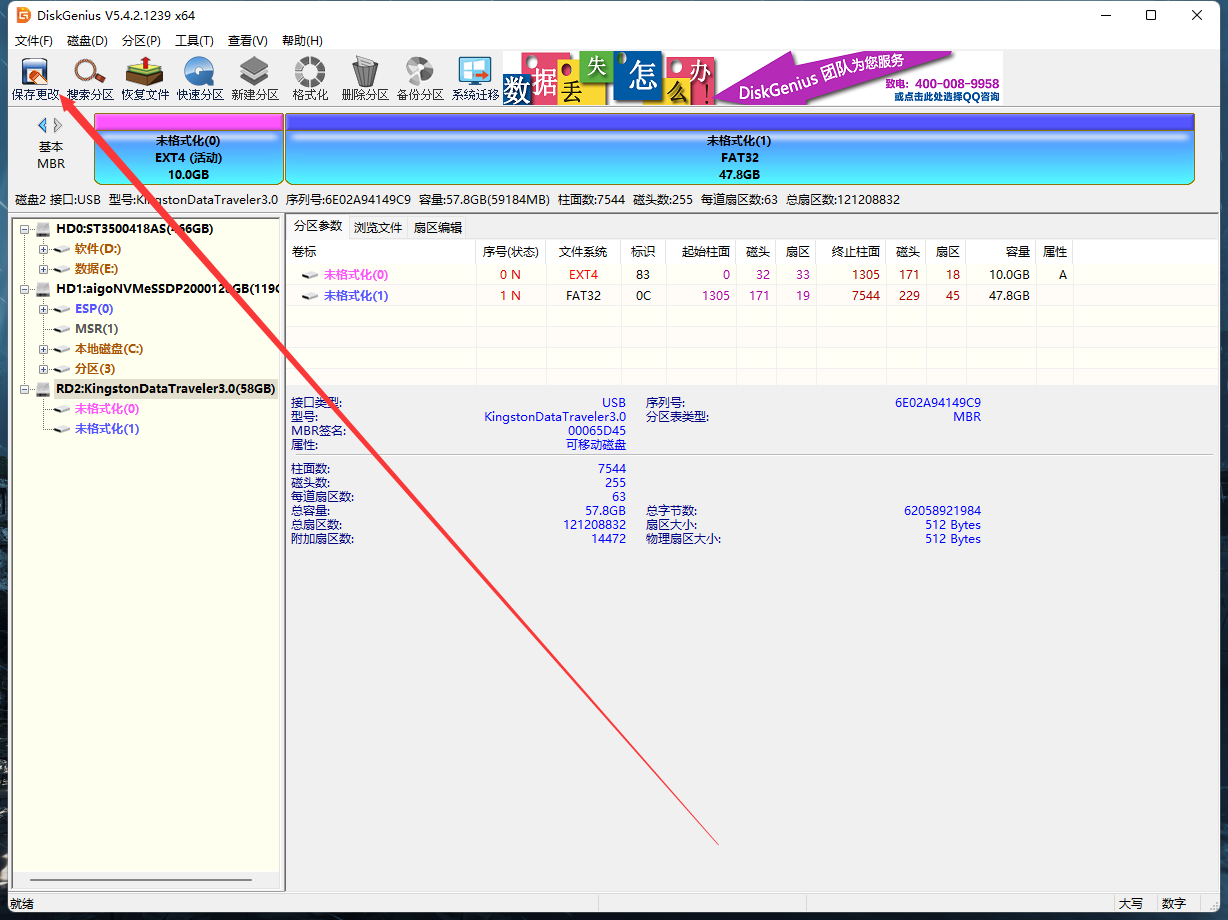 DiskGenius V5.4.2.1239 x64
文件(F) 磁盘(D) 分区(P) 工具(T) 查看(V) 帮助(H)
保存更改 搜索分区 恢复文件 快速分区 新建分区 格式化 删除分区 备份分区 系统迁移
数据丢失怎么办!
DiskGenius 团队为您服务
致电: 400-008-9958
或点击此处选择QQ咨询
基本
MBR
未格式化(0)
EXT4 (活动)
10.0GB
未格式化(1)
FAT32
47.8GB
磁盘2 接口:USB 型号:KingstonDataTraveler3.0 序列号:6E02A94149C9 容量:57.8GB(59184MB) 柱面数:7544 磁头数:255 每道扇区数:63 总扇区数:121208832
HD0:ST3500418AS(466GB)
软件(D:)
数据(E:)
HD1:aigoNVMeSSDP2000128GB(119G
ESP(0)
MSR(1)
本地磁盘(C:)
分区(3)
RD2:KingstonDataTraveler3.0(58GB)
未格式化(0)
未格式化(1)
分区参数 浏览文件 扇区编辑
卷标 序号(状态) 文件系统 标识 起始柱面 磁头 扇区 终止柱面 磁头 扇区 容量 属性
未格式化(0) 0 N EXT4 83 0 32 33 1305 171 18 10.0GB A
未格式化(1) 1 N FAT32 0C 1305 171 19 7544 229 45 47.8GB
接口类型: USB 序列号: 6E02A94149C9
型号: KingstonDataTraveler3.0 分区表类型: MBR
MBR签名: 00065D45
属性: 可移动磁盘
柱面数: 7544
磁头数: 255
每道扇区数: 63
总容量: 57.8GB 总字节数: 62058921984
总扇区数: 121208832 扇区大小: 512 Bytes
附加扇区数: 14472 物理扇区大小: 512 Bytes
就绪 大写 数字